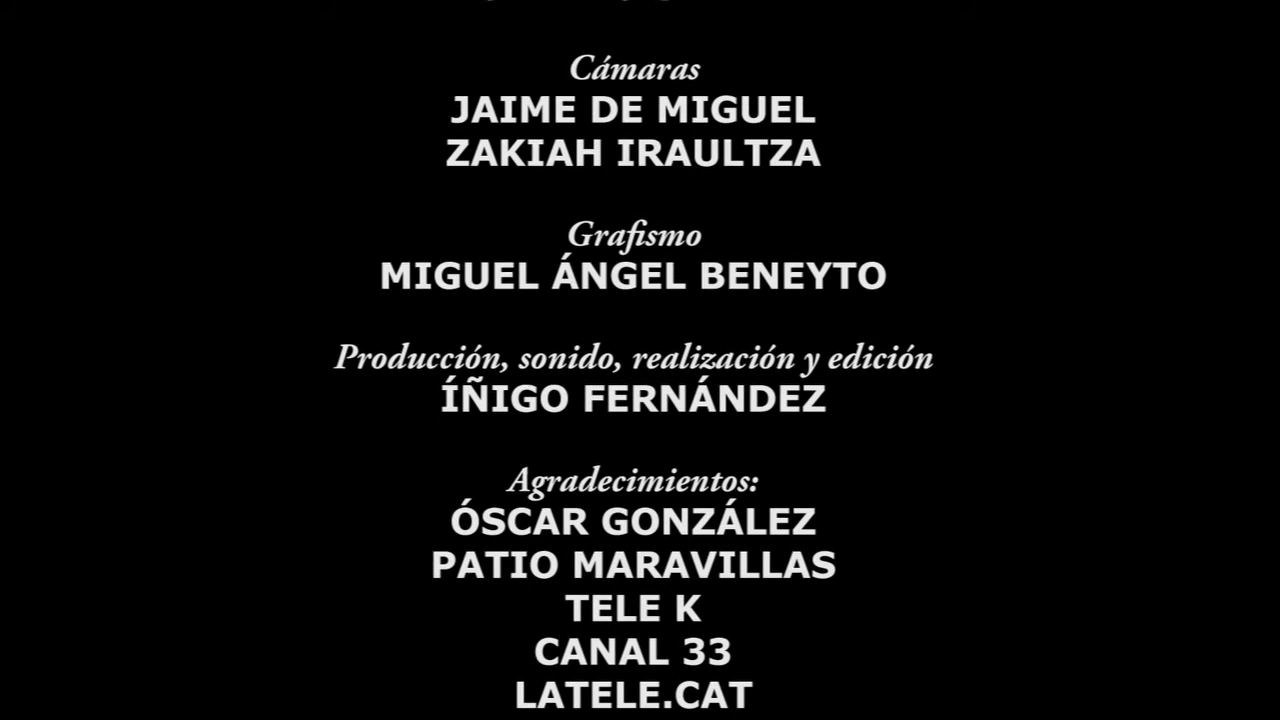 Cámaras
JAIME DE MIGUEL
ZAKIAH IRAULTZA
Grafismo
MIGUEL ÁNGEL BENEYTO
Producción, sonido, realización y edición
ÍÑIGO FERNÁNDEZ
Agradecimientos:
ÓSCAR GONZÁLEZ
PATIO MARAVILLAS
TELE K
CANAL 33
LATELE.CAT